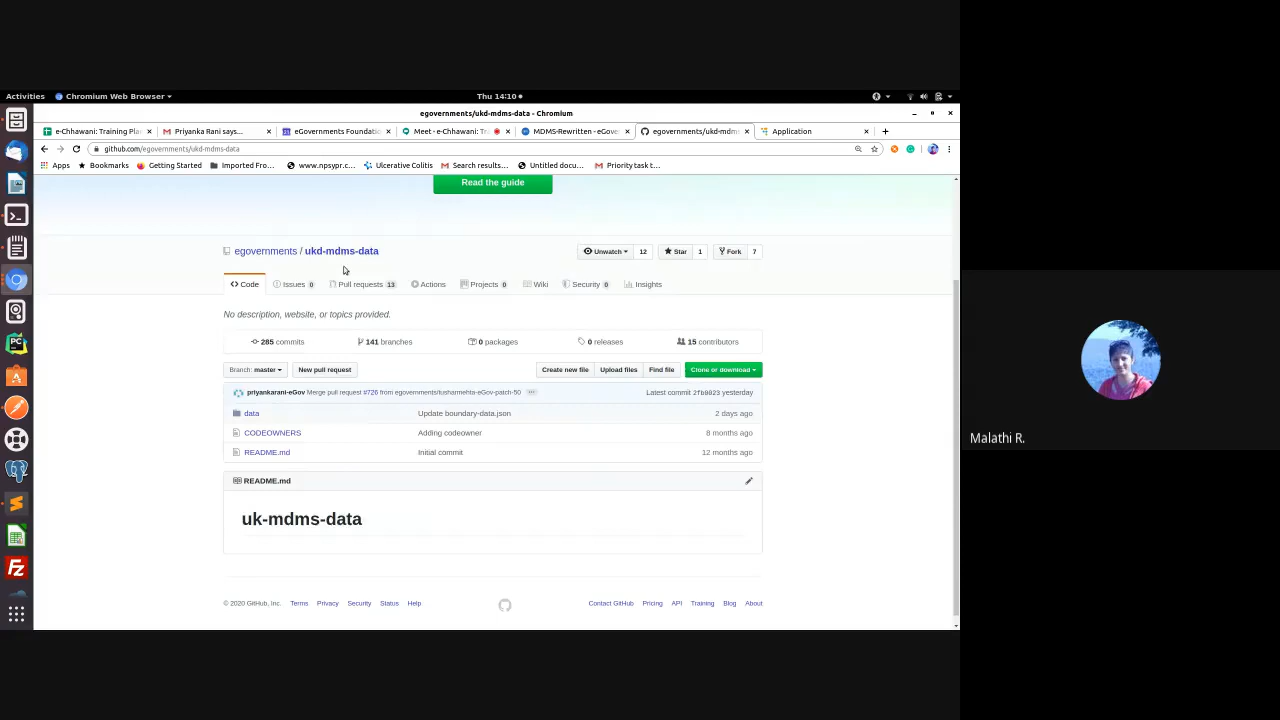 Activities Chromium Web Browser Thu 14:10
egovernments/ukd-mdms-data - Chromium
e-Chhawani: Training Pla Priyanka Rani says... eGovernments Foundatio Meet - e-Chhawani: Tra MDMS-Rewritten - eGove egovernments/ukd-mdm Application
github.com/egovernments/ukd-mdms-data
Apps Bookmarks Getting Started Imported Fro... www.npsypr.c... Ulcerative Colitis Search results... Untitled docu... Priority task t...
Read the guide
egovernments / ukd-mdms-data Unwatch 12 Star 1 Fork 7
Code Issues 0 Pull requests 13 Actions Projects 0 Wiki Security 0 Insights
No description, website, or topics provided.
285 commits 141 branches 0 packages 0 releases 15 contributors
Branch: master New pull request Create new file Upload files Find file Clone or download
priyankarani-eGov Merge pull request #726 from egovernments/tusharmehta-eGov-patch-50 Latest commit 2fb0023 yesterday
data Update boundary-data.json 2 days ago
CODEOWNERS Adding codeowner 8 months ago
README.md Initial commit 12 months ago
README.md
uk-mdms-data
© 2020 GitHub, Inc. Terms Privacy Security Status Help Contact GitHub Pricing API Training Blog About
Malathi R.